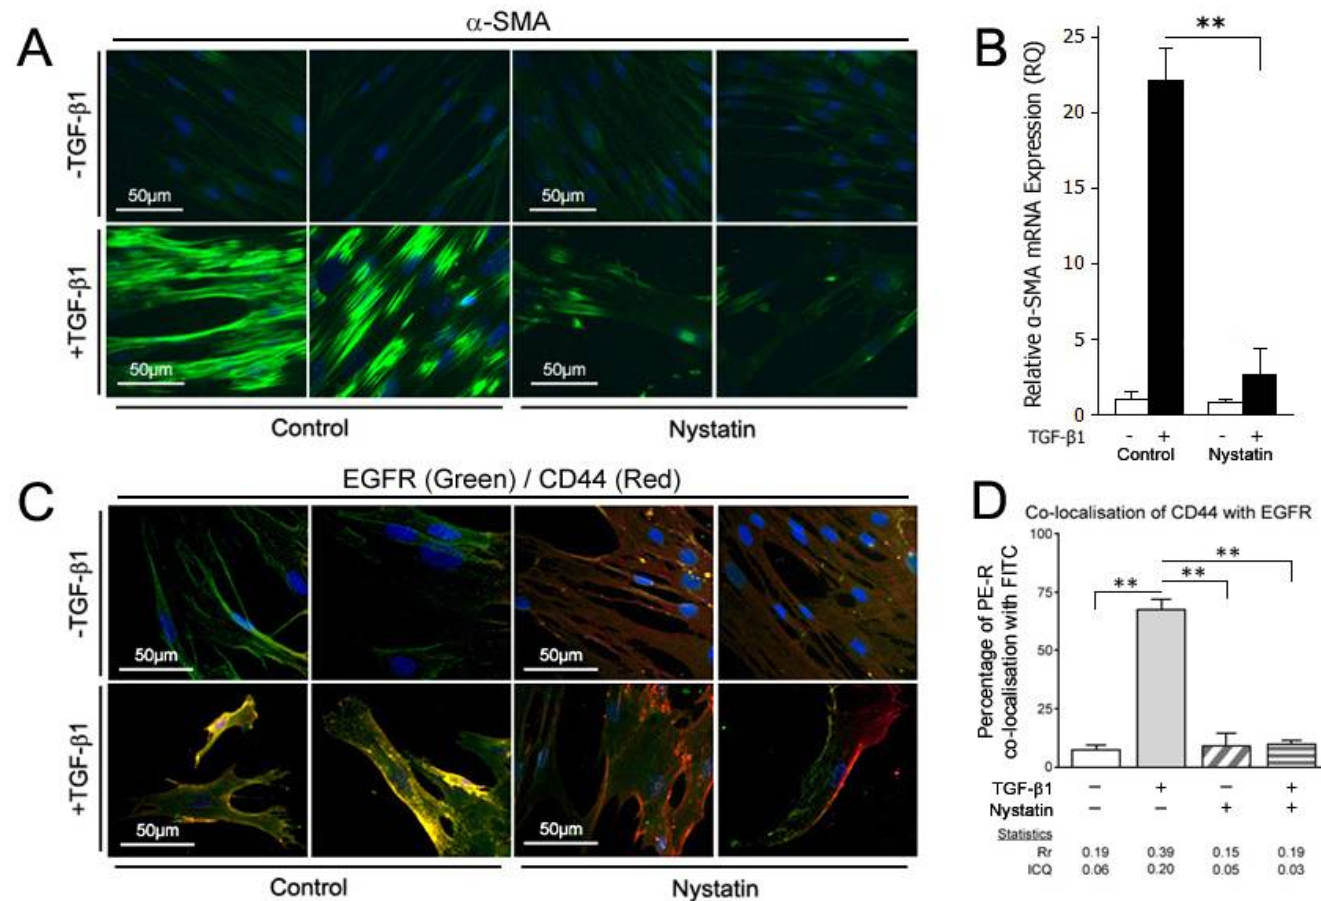 A
α-SMA
-TGF-β1
50µm
50µm
+TGF-β1
50µm
50µm
Control
Nystatin
B
**
Relative α-SMA mRNA Expression (RQ)
25
20
15
10
5
0
TGF-β1 - + - +
Control Nystatin
C
EGFR (Green) / CD44 (Red)
-TGF-β1
50µm
50µm
+TGF-β1
50µm
50µm
Control
Nystatin
D
Co-localisation of CD44 with EGFR
Percentage of PE-R
co-localisation with FITC
100
75
50
25
0
**
** **
TGF-β1 − + − +
Nystatin − − + +
Statistics
Rr 0.19 0.39 0.15 0.19
ICQ 0.06 0.20 0.05 0.03